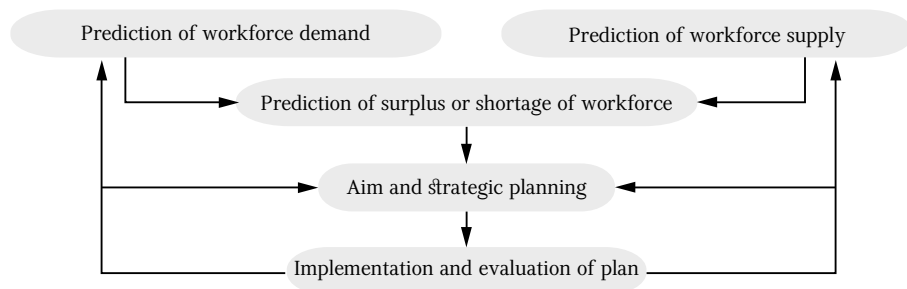 Prediction of workforce demand
Prediction of workforce supply
Prediction of surplus or shortage of workforce
Aim and strategic planning
Implementation and evaluation of plan